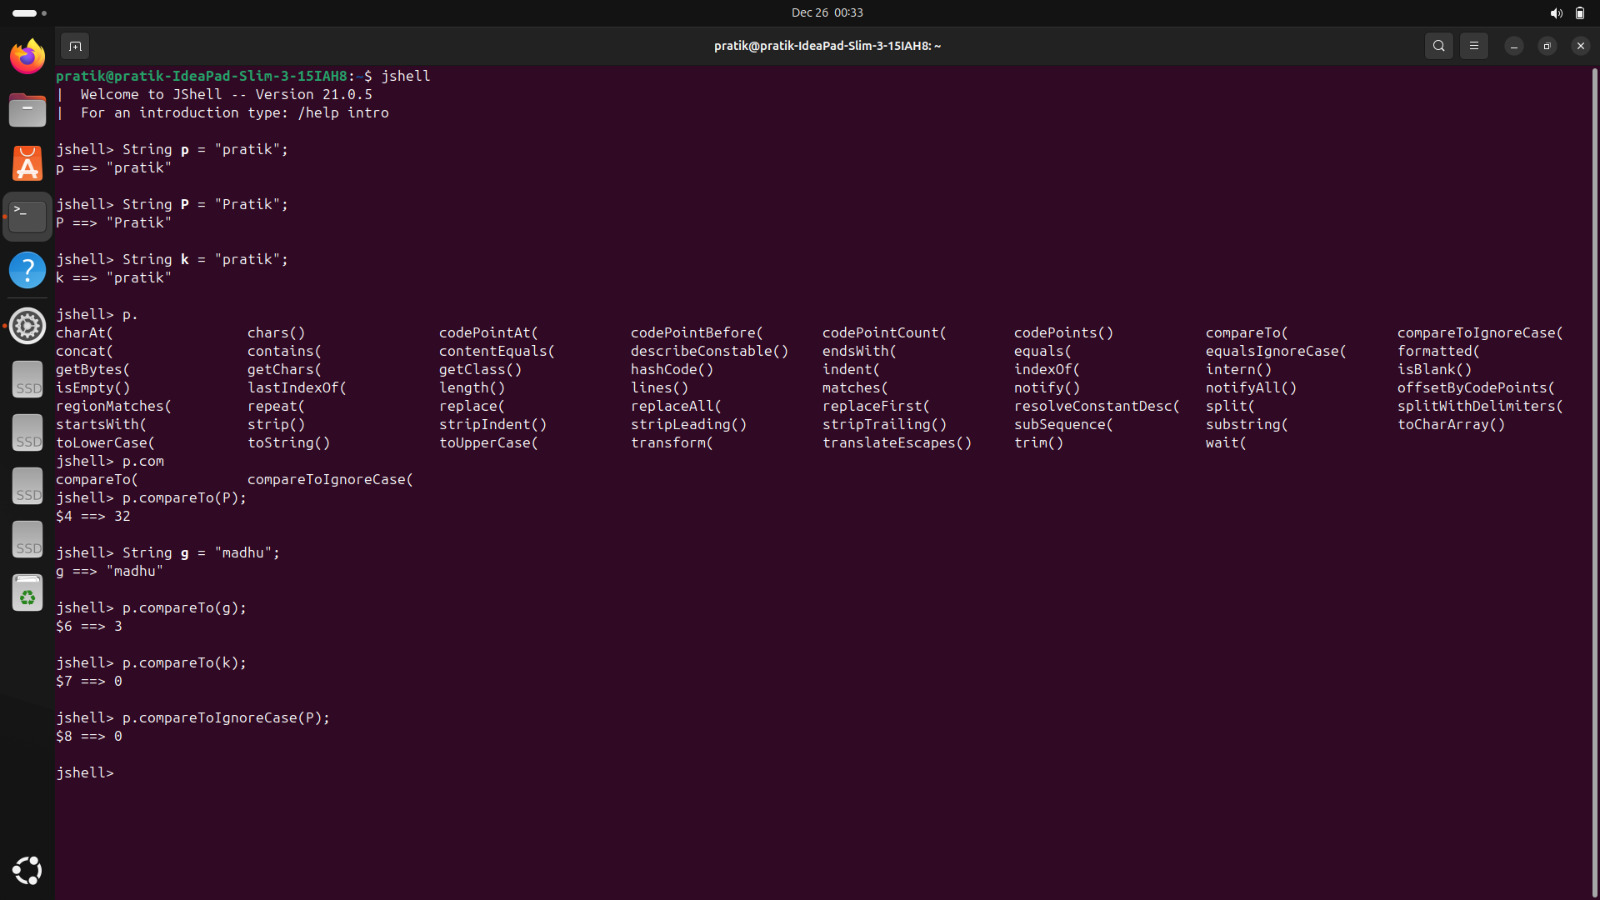 Dec 26 00:33
pratik@pratik-IdeaPad-Slim-3-15IAH8: ~
pratik@pratik-IdeaPad-Slim-3-15IAH8:~$ jshell
| Welcome to JShell -- Version 21.0.5
| For an introduction type: /help intro
jshell> String p = "pratik";
p ==> "pratik"
jshell> String P = "Pratik";
P ==> "Pratik"
jshell> String k = "pratik";
k ==> "pratik"
jshell> p.
charAt( chars() codePointAt( codePointBefore( codePointCount( codePoints() compareTo( compareToIgnoreCase(
concat( contains( contentEquals( describeConstable() endsWith( equals( equalsIgnoreCase( formatted(
getBytes( getChars( getClass() hashCode() indent( indexOf( intern() isBlank()
isEmpty() lastIndexOf( length() lines() matches( notify() notifyAll() offsetByCodePoints(
regionMatches( repeat( replace( replaceAll( replaceFirst( resolveConstantDesc( split( splitWithDelimiters(
startsWith( strip() stripIndent() stripLeading() stripTrailing() subSequence( substring( toCharArray()
toLowerCase( toString() toUpperCase( transform( translateEscapes() trim() wait(
jshell> p.com
compareTo( compareToIgnoreCase(
jshell> p.compareTo(P);
$4 ==> 32
jshell> String g = "madhu";
g ==> "madhu"
jshell> p.compareTo(g);
$6 ==> 3
jshell> p.compareTo(k);
$7 ==> 0
jshell> p.compareToIgnoreCase(P);
$8 ==> 0
jshell>
>_
?
SSD
SSD
SSD
SSD